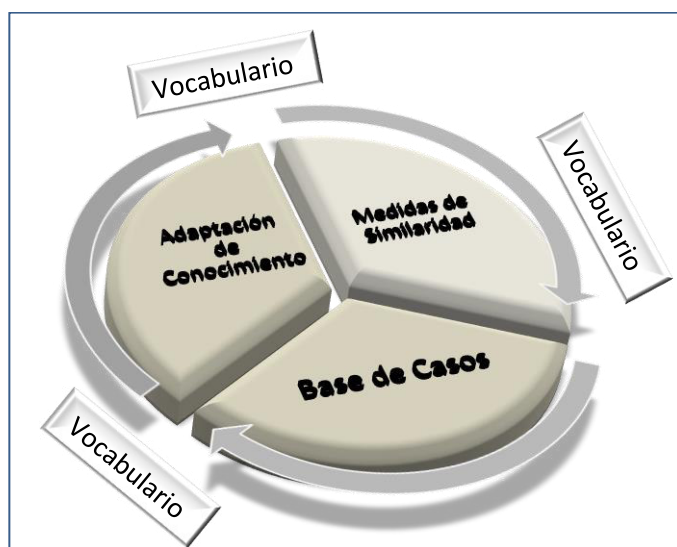 Vocabulario
Vocabulario
Medidas de
Similaridad
Adaptación
de
Conocimiento
Base de Casos
Vocabulario